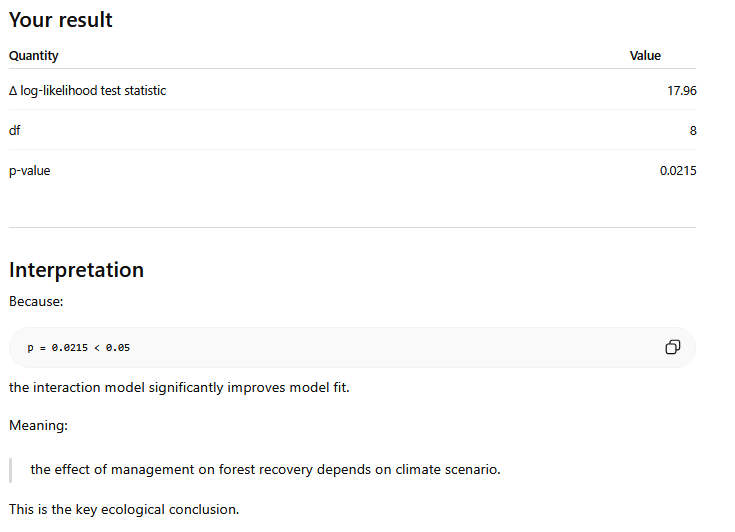 Your result
Quantity Value
Δ log-likelihood test statistic 17.96
df 8
p-value 0.0215
Interpretation
Because:
p = 0.0215 < 0.05
the interaction model significantly improves model fit.
Meaning:
the effect of management on forest recovery depends on climate scenario.
This is the key ecological conclusion.